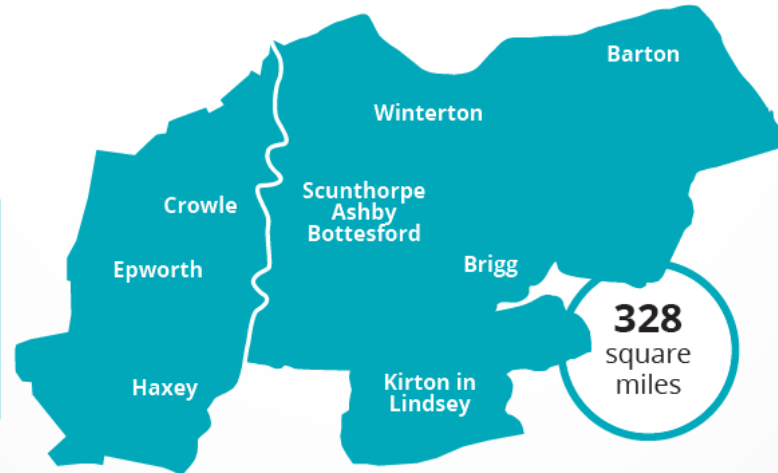 Barton
Winterton
Crowle
Scunthorpe
Ashby
Bottesford
Epworth
Brigg
328
square
miles
Haxey
Kirton in
Lindsey